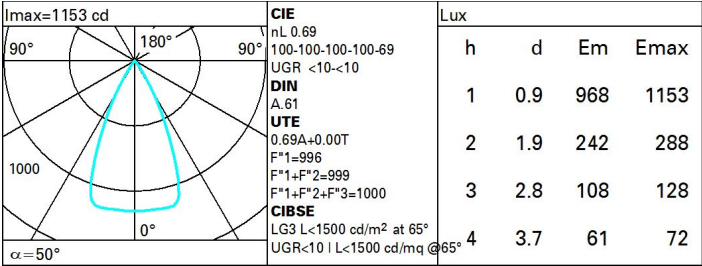 Imax=1153 cd
90°
180°
90°
1000
0°
α=50°
CIE
nL 0.69
100-100-100-100-69
UGR <10-<10
DIN
A.61
UTE
0.69A+0.00T
F"1=996
F"1+F"2=999
F"1+F"2+F"3=1000
CIBSE
LG3 L<1500 cd/m² at 65°
UGR<10 | L<1500 cd/mq @65°
Lux
h d Em Emax
1 0.9 968 1153
2 1.9 242 288
3 2.8 108 128
4 3.7 61 72